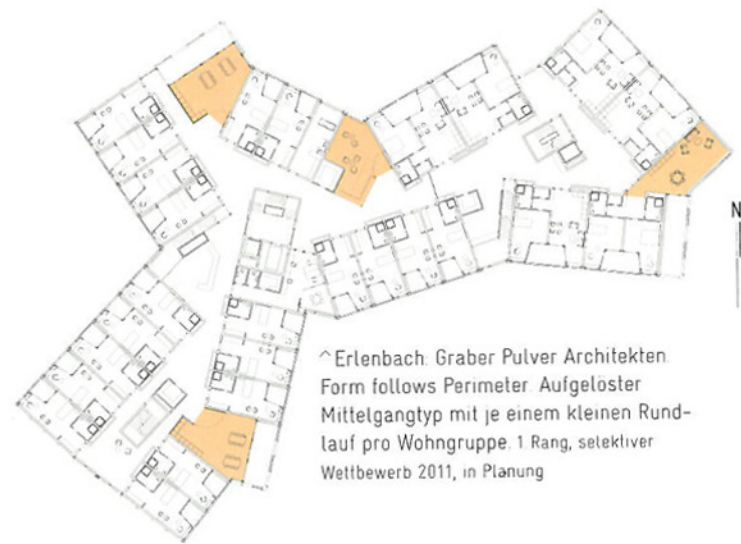 N
^Erlenbach: Graber Pulver Architekten.
Form follows Perimeter. Aufgelöster
Mittelgangtyp mit je einem kleinen Rund-
lauf pro Wohngruppe. 1. Rang, selektiver
Wettbewerb 2011, in Planung